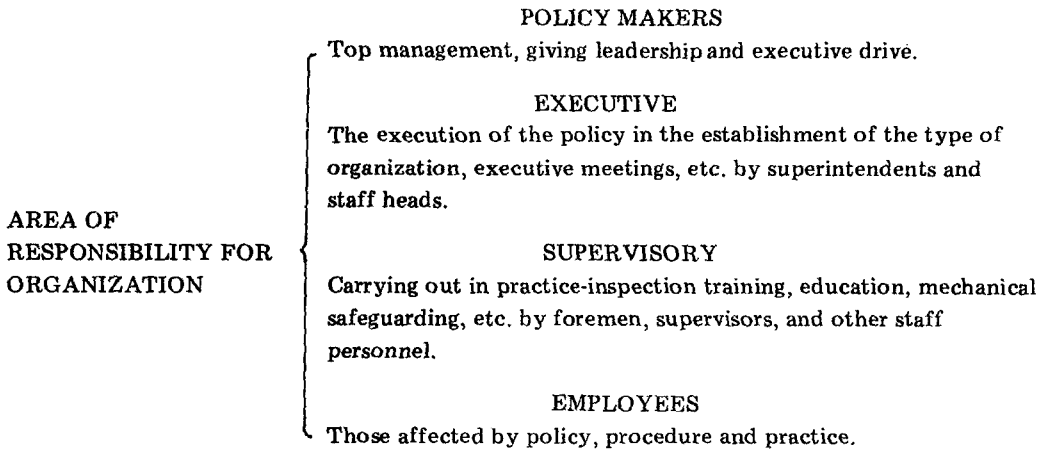 POLICY MAKERS
Top management, giving leadership and executive drive.
EXECUTIVE
The execution of the policy in the establishment of the type of
organization, executive meetings, etc. by superintendents and
staff heads.
AREA OF
RESPONSIBILITY FOR
ORGANIZATION
SUPERVISORY
Carrying out in practice-inspection training, education, mechanical
safeguarding, etc. by foremen, supervisors, and other staff
personnel.
EMPLOYEES
Those affected by policy, procedure and practice.